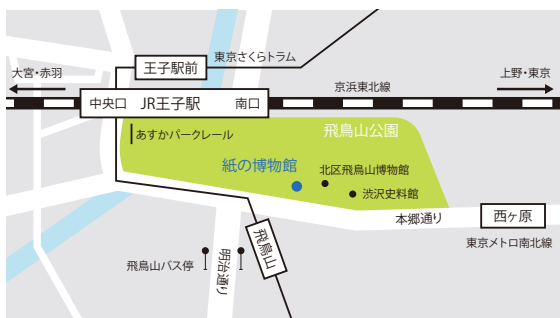 東京さくらトラム
王子駅前
大宮・赤羽
上野・東京
京浜東北線
中央口 JR王子駅 南口
あすかパークレール
飛鳥山公園
紙の博物館
北区飛鳥山博物館
渋沢史料館
本郷通り
西ヶ原
東京メトロ南北線
飛鳥山
飛鳥山バス停
明治通り